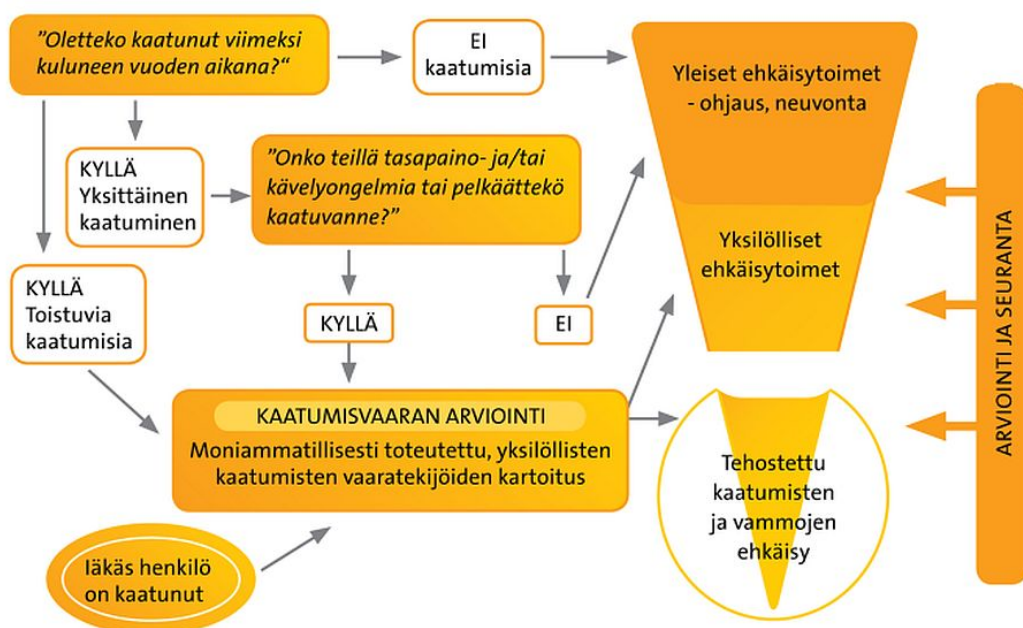 ”Oletteko kaatunut viimeksi
kuluneen vuoden aikana?“
EI
kaatumisia
Yleiset ehkäisytoimet
- ohjaus, neuvonta
KYLLÄ
Yksittäinen
kaatuminen
”Onko teillä tasapaino- ja/tai
kävelyongelmia tai pelkäättekö
kaatuvanne?”
Yksilölliset
ehkäisytoimet
KYLLÄ
Toistuvia
kaatumisia
KYLLÄ
EI
KAATUMISVAARAN ARVIOINTI
Moniammatillisesti toteutettu, yksilöllisten
kaatumisten vaaratekijöiden kartoitus
Tehostettu
kaatumisten
ja vammojen
ehkäisy
Iäkäs henkilö
on kaatunut
ARVIOINTI JA SEURANTA